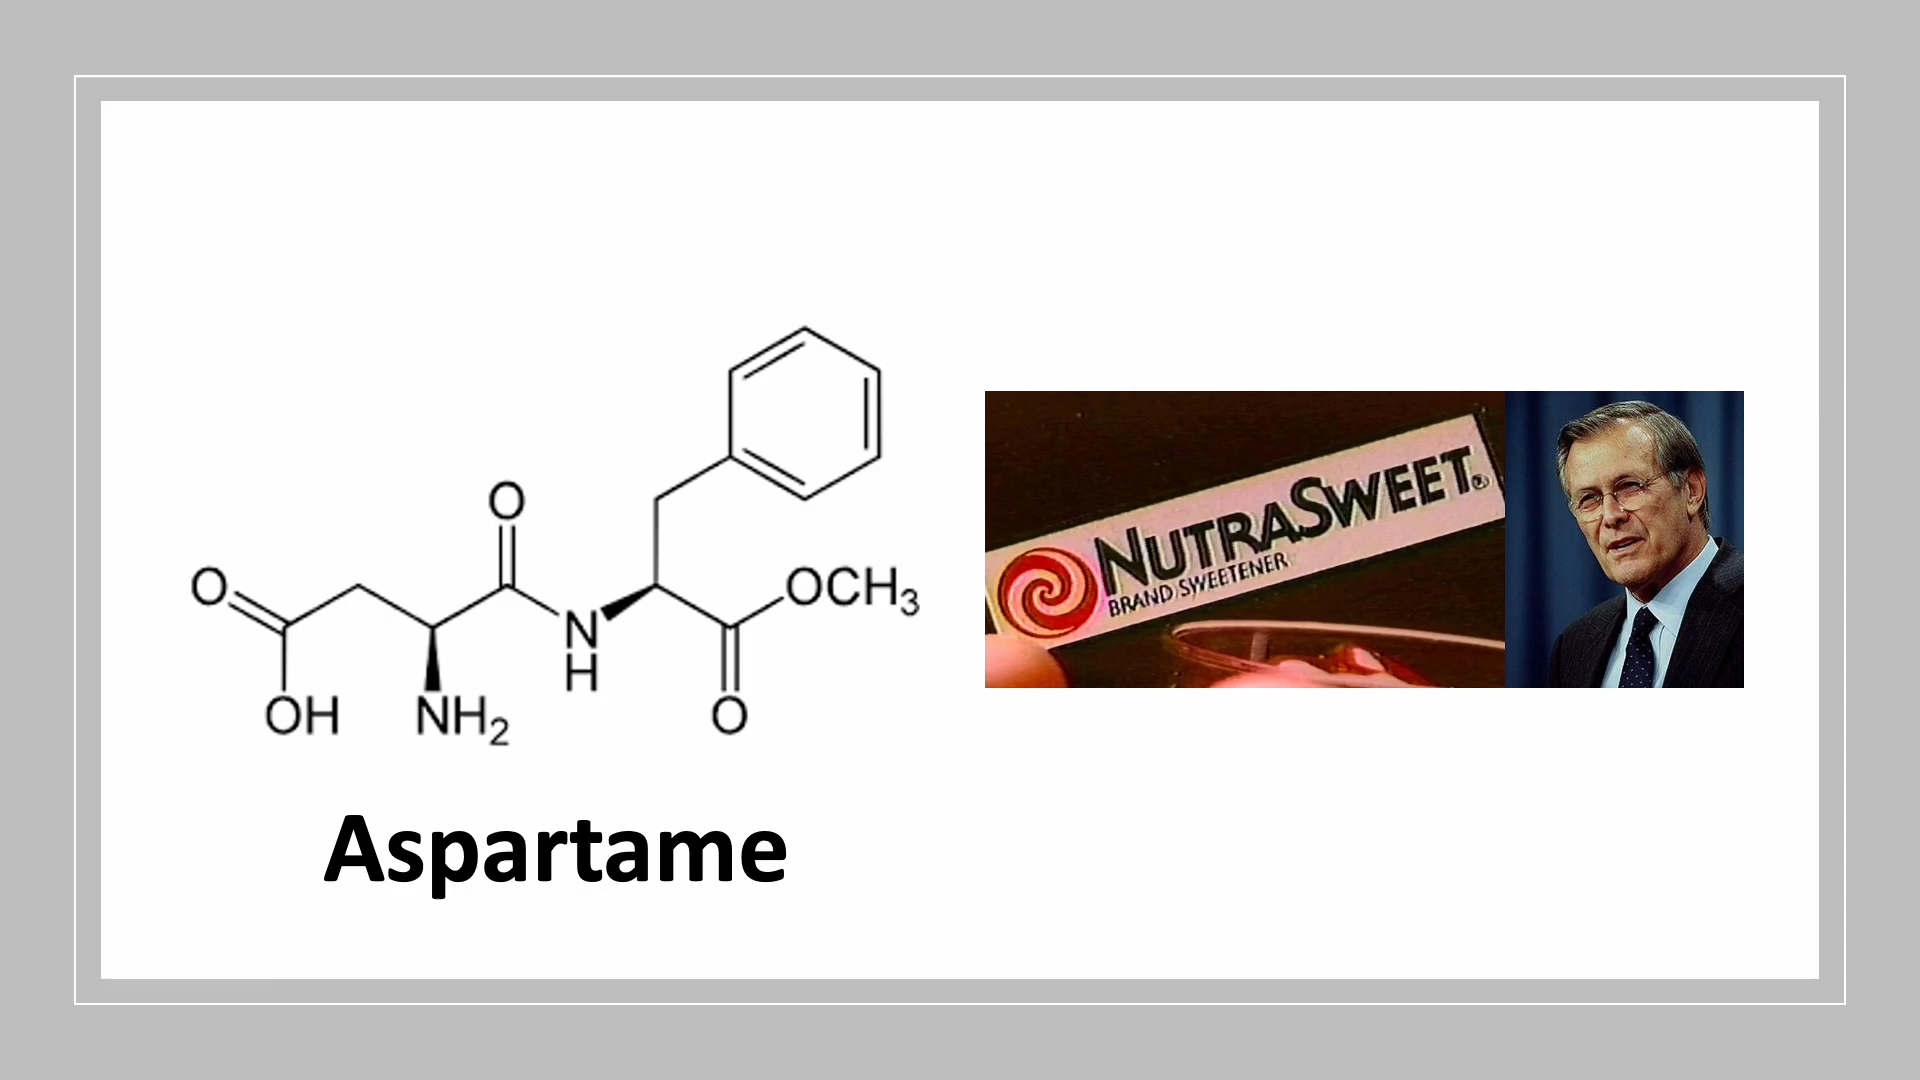 O
O
OCH3
N
H
OH
NH2
O
Aspartame
NUTRASWEET®
BRAND SWEETENER